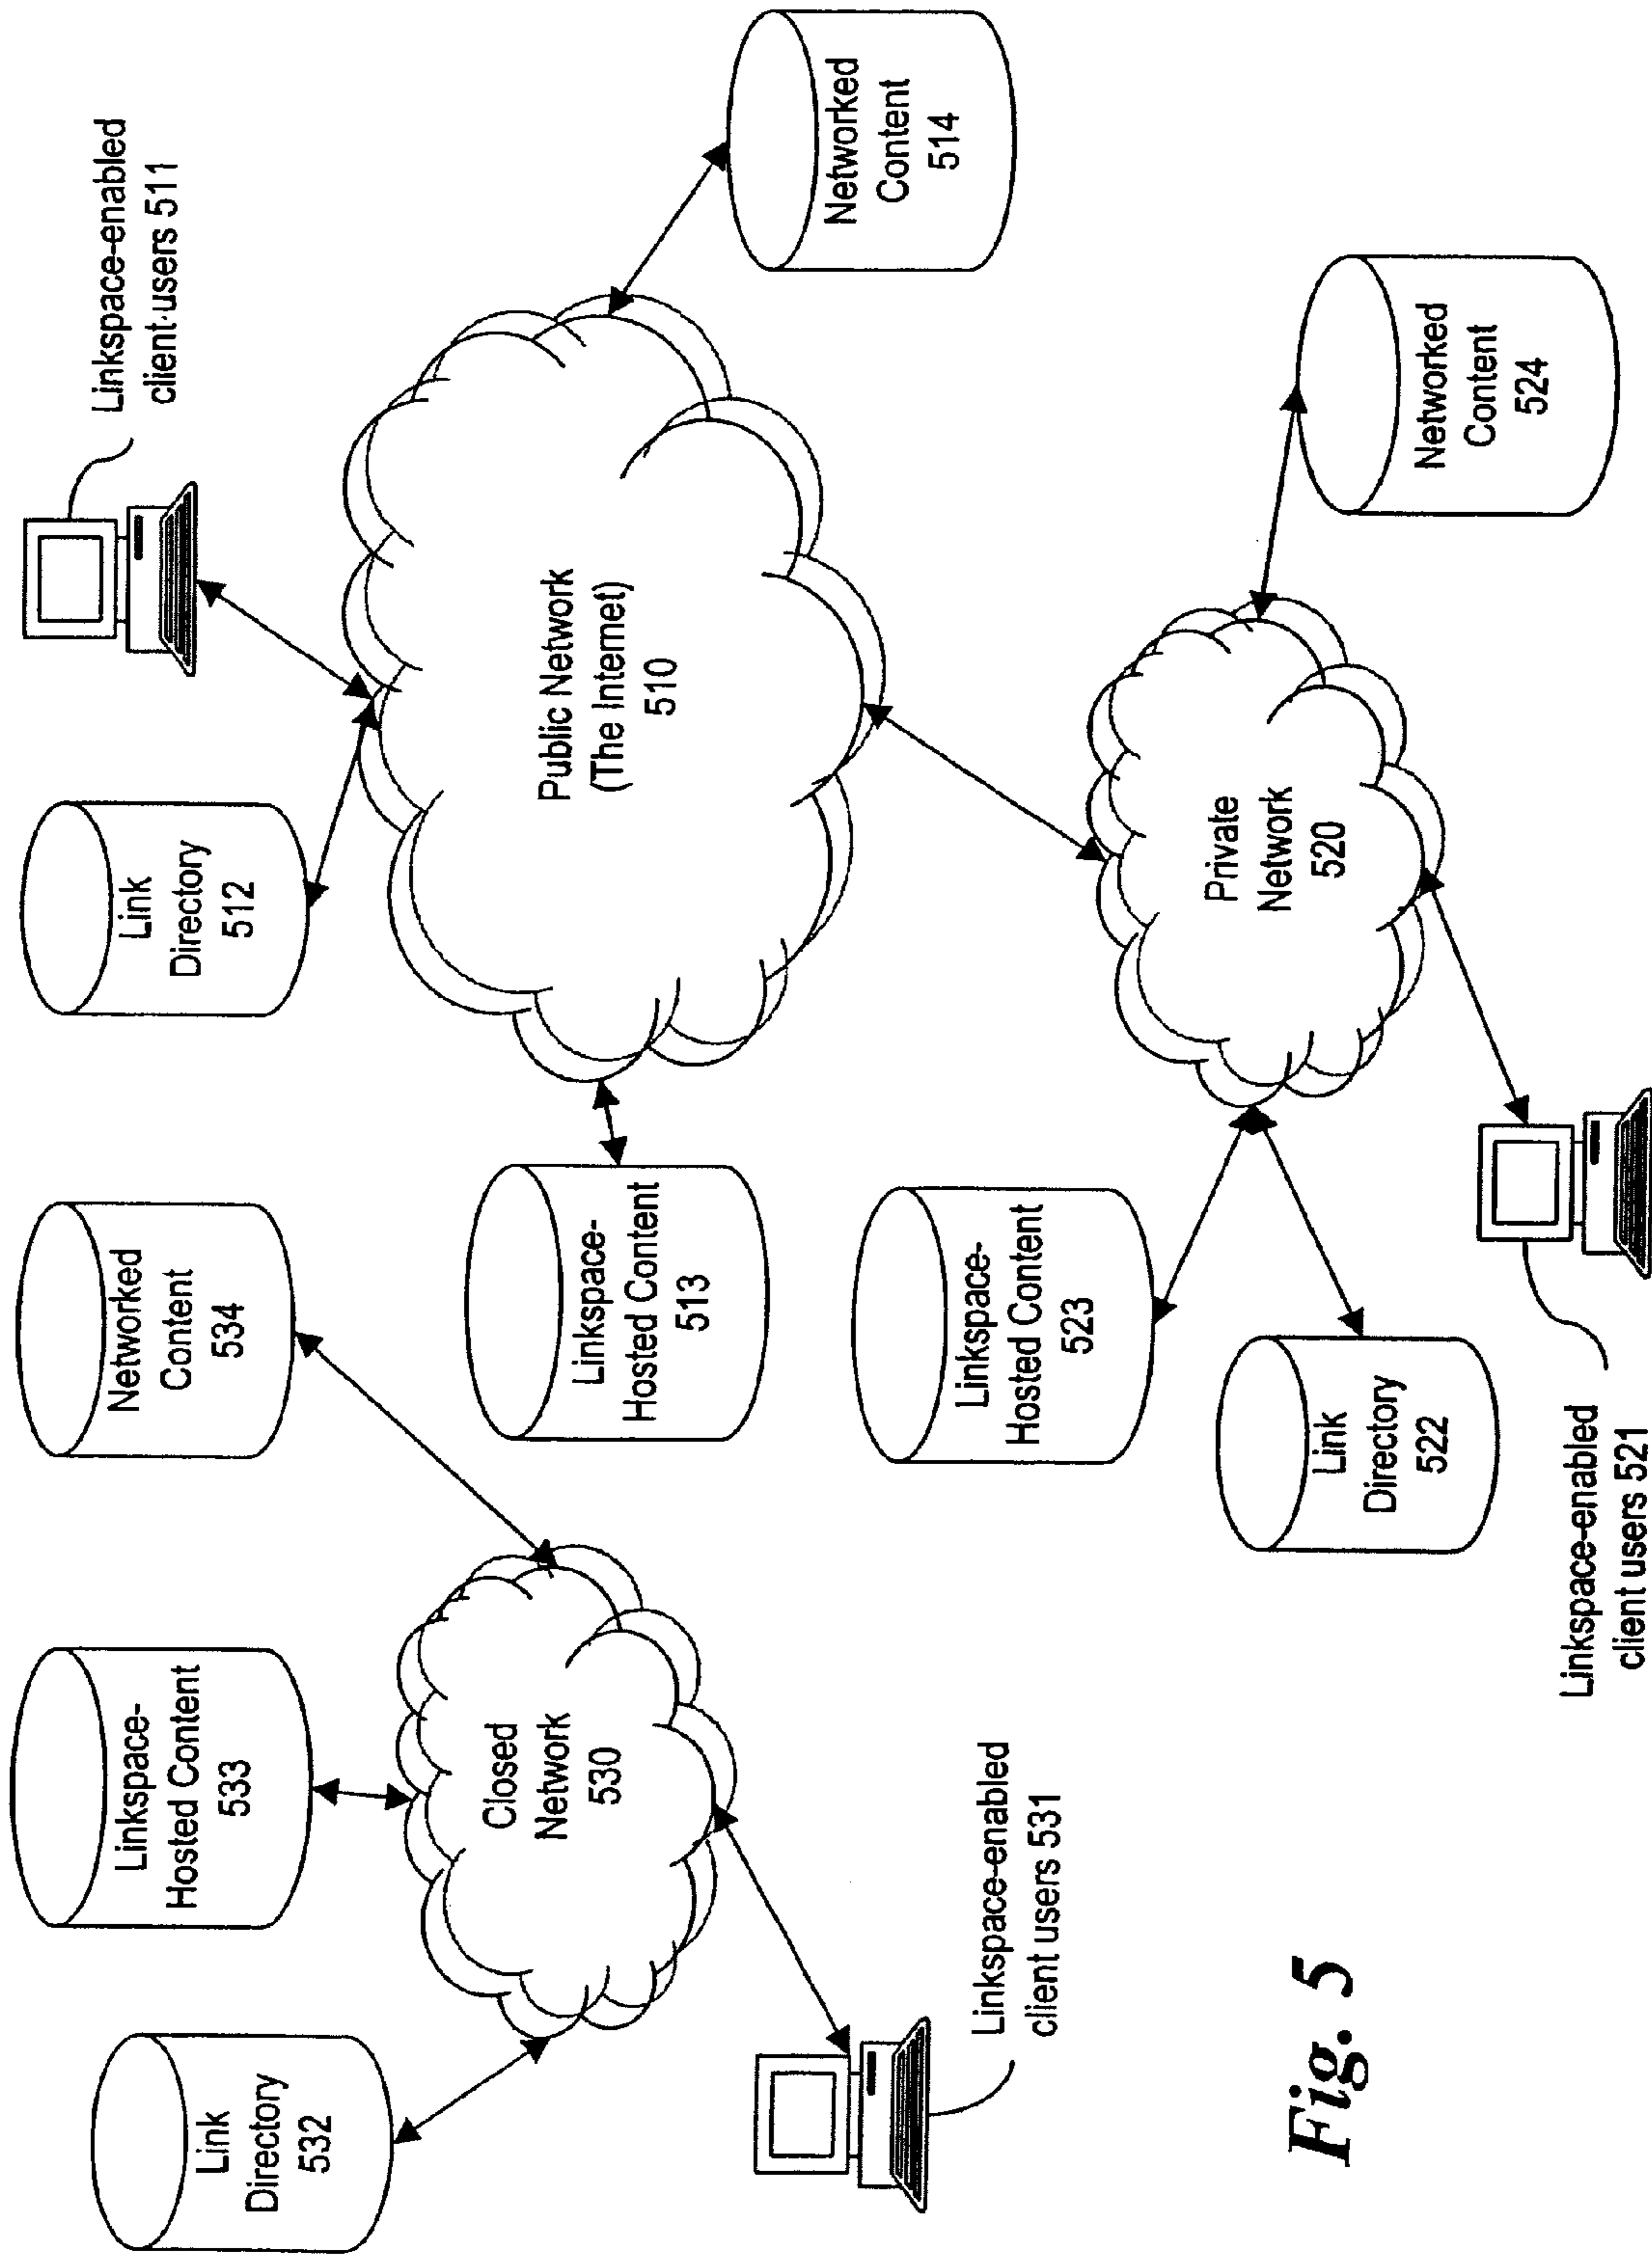 Link
Directory
532
Linkspace-
Hosted Content
533
Networked
Content
534
Link
Directory
512
Linkspace-enabled
client users 511
Closed
Network
530
Linkspace-
Hosted Content
513
Public Network
(The Internet)
510
Networked
Content
514
Linkspace-enabled
client users 531
Linkspace-
Hosted Content
523
Private
Network
520
Link
Directory
522
Networked
Content
524
Linkspace-enabled
client users 521
Fig. 5